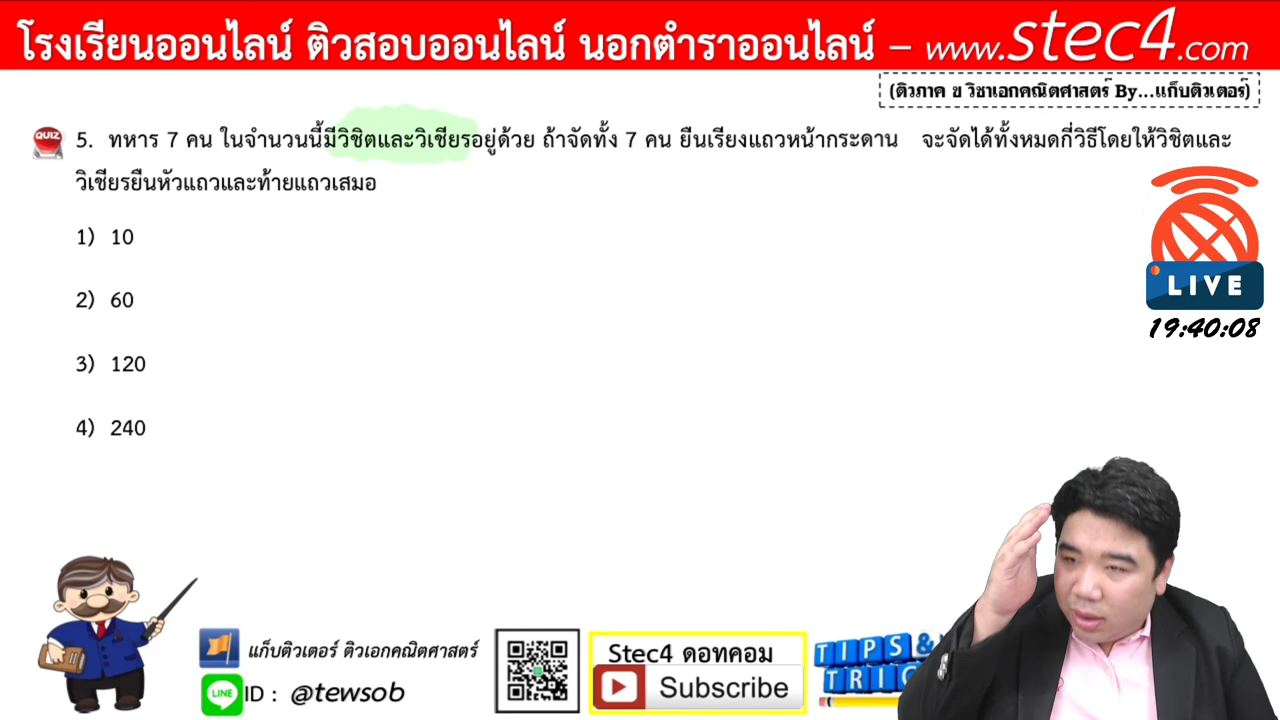 โรงเรียนออนไลน์ ติวสอบออนไลน์ นอกตำราออนไลน์ – www.stec4.com
(ติวภาค ข วิชาเอกคณิตศาสตร์ By...แก็บติวเตอร์)
QUIZ
5. ทหาร 7 คน ในจำนวนนี้มีวิชิตและวิเชียรอยู่ด้วย ถ้าจัดทั้ง 7 คน ยืนเรียงแถวหน้ากระดาน จะจัดได้ทั้งหมดกี่วิธีโดยให้วิชิตและ
วิเชียรยืนหัวแถวและท้ายแถวเสมอ
1) 10
2) 60
3) 120
4) 240
LIVE
19:40:08
แก็บติวเตอร์ ติวเอกคณิตศาสตร์
LINE ID : @tewsob
Stec4 ดอทคอม
Subscribe
TIPS &